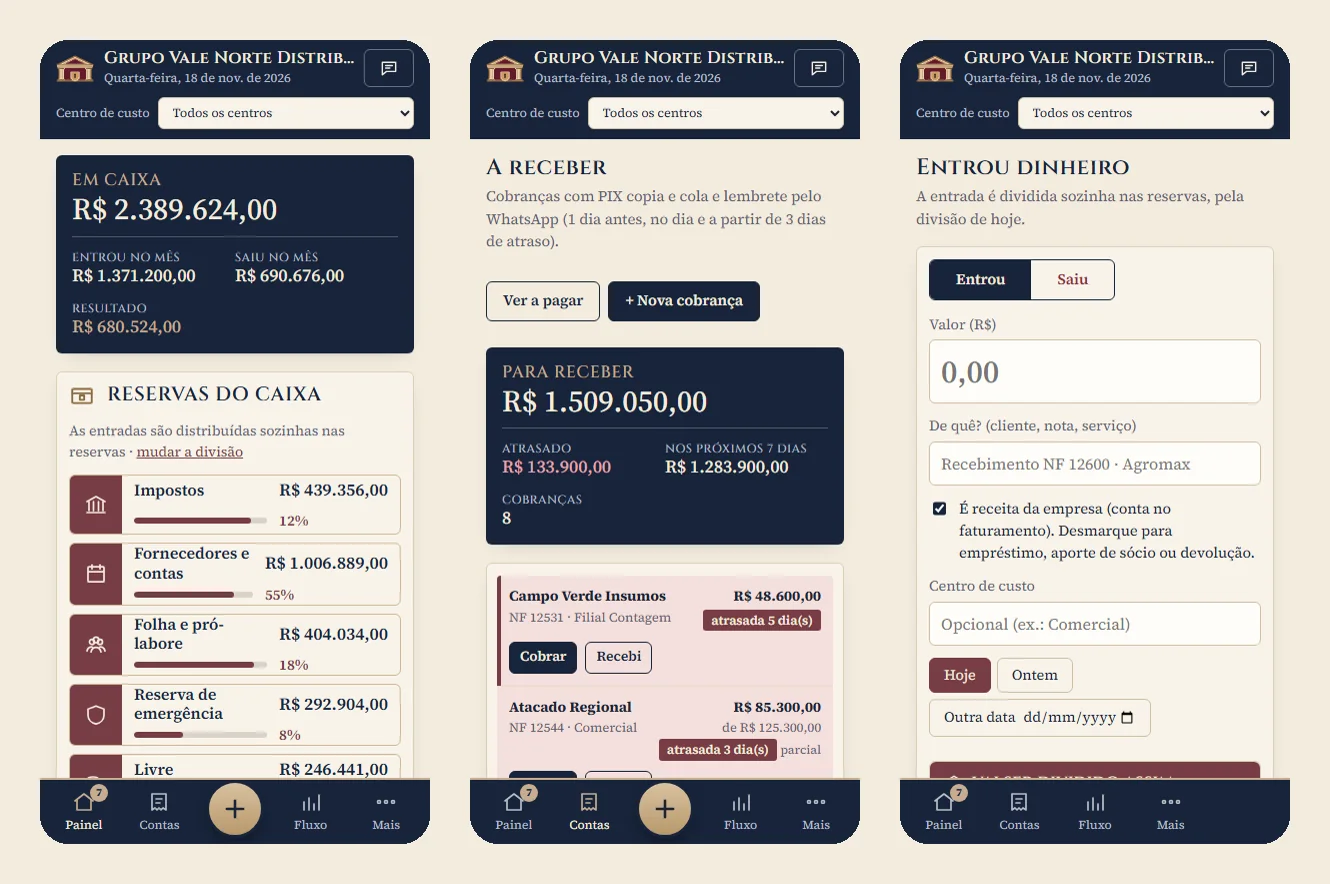 Grupo Vale Norte Distrib...
Quarta-feira, 18 de nov. de 2026
Centro de custo Todos os centros
EM CAIXA
R$ 2.389.624,00
ENTROU NO MÊS SAIU NO MÊS
R$ 1.371.200,00 R$ 690.676,00
RESULTADO
R$ 680.524,00
RESERVAS DO CAIXA
As entradas são distribuídas sozinhas nas
reservas · mudar a divisão
Impostos R$ 439.356,00
12%
Fornecedores e
contas R$ 1.006.889,00
55%
Folha e pró-
labore R$ 404.034,00
18%
Reserva de
emergência R$ 292.904,00
8%
Livre R$ 246.441,00
7
Painel Contas + Fluxo Mais
Grupo Vale Norte Distrib...
Quarta-feira, 18 de nov. de 2026
Centro de custo Todos os centros
A receber
Cobranças com PIX copia e cola e lembrete pelo
WhatsApp (1 dia antes, no dia e a partir de 3 dias
de atraso).
Ver a pagar + Nova cobrança
PARA RECEBER
R$ 1.509.050,00
ATRASADO NOS PRÓXIMOS 7 DIAS
R$ 133.900,00 R$ 1.283.900,00
COBRANÇAS
8
Campo Verde Insumos R$ 48.600,00
NF 12531 · Filial Contagem atrasada 5 dia(s)
Cobrar Recebi
Atacado Regional R$ 85.300,00
NF 12544 · Comercial de R$ 125.300,00
atrasada 3 dia(s) parcial
7
Painel Contas + Fluxo Mais
Grupo Vale Norte Distrib...
Quarta-feira, 18 de nov. de 2026
Centro de custo Todos os centros
Entrou dinheiro
A entrada é dividida sozinha nas reservas, pela
divisão de hoje.
Entrou Saiu
Valor (R$)
0,00
De quê? (cliente, nota, serviço)
Recebimento NF 12600 · Agromax
É receita da empresa (conta no
faturamento). Desmarque para
empréstimo, aporte de sócio ou devolução.
Centro de custo
Opcional (ex.: Comercial)
Hoje Ontem
Outra data dd/mm/yyyy
7
Painel Contas Fluxo Mais